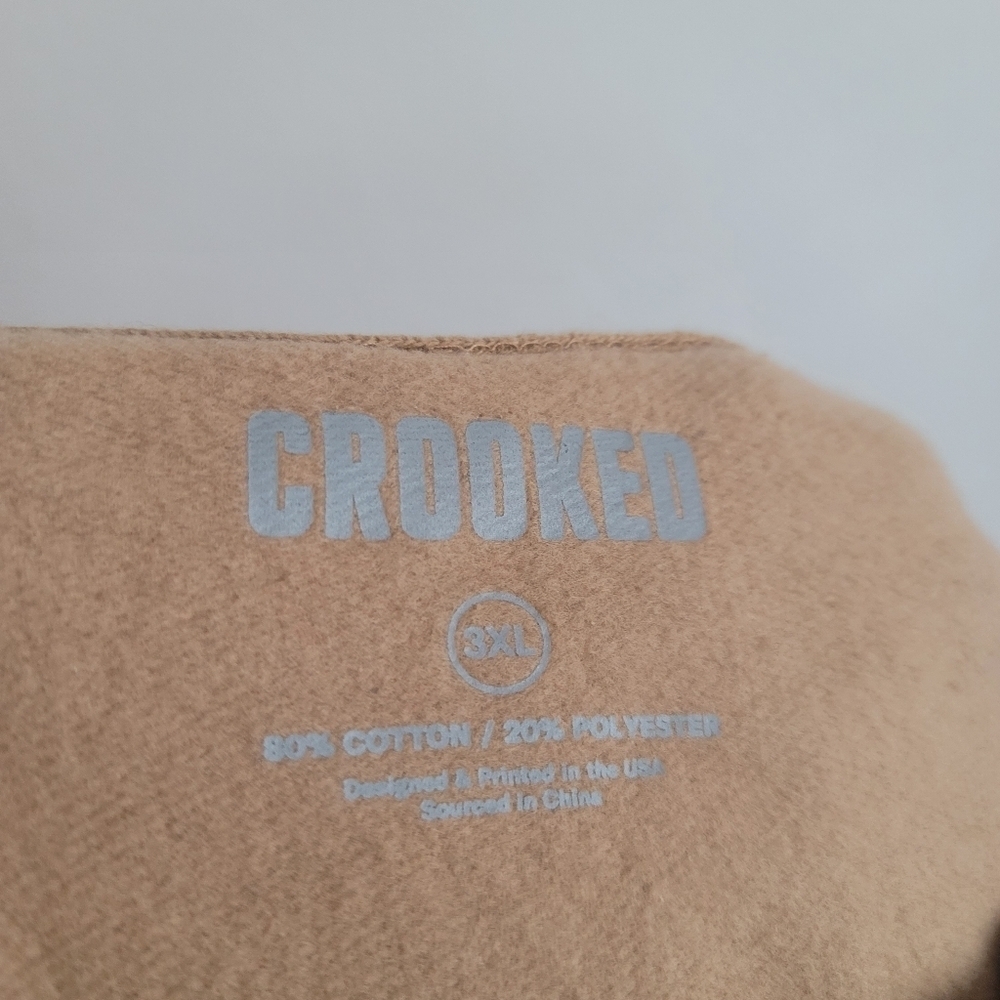 CROOKED
3XL
80% COTTON / 20% POLYESTER
Designed & Printed in the USA
Sourced in China